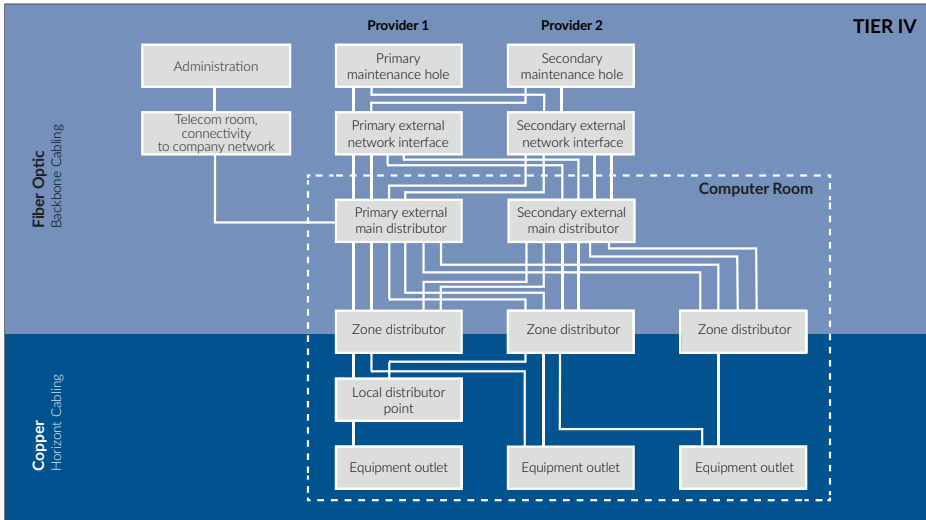 Provider 1
Provider 2
TIER IV
Administration
Primary
maintenance hole
Secondary
maintenance hole
Telecom room,
connectivity
to company network
Primary external
network interface
Secondary external
network interface
Fiber Optic
Backbone Cabling
Computer Room
Primary external
main distributor
Secondary external
main distributor
Zone distributor
Zone distributor
Zone distributor
Copper
Horizont Cabling
Local distributor
point
Equipment outlet
Equipment outlet
Equipment outlet